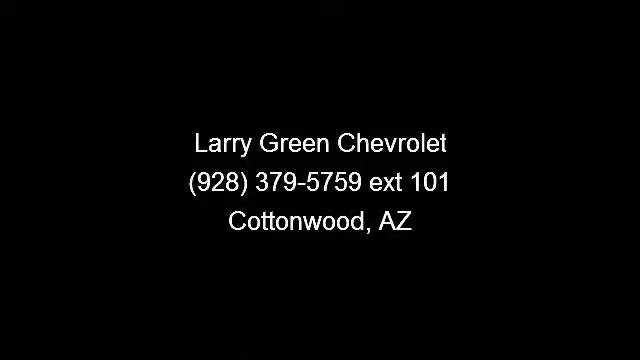 Larry Green Chevrolet
(928) 379-5759 ext 101
Cottonwood, AZ